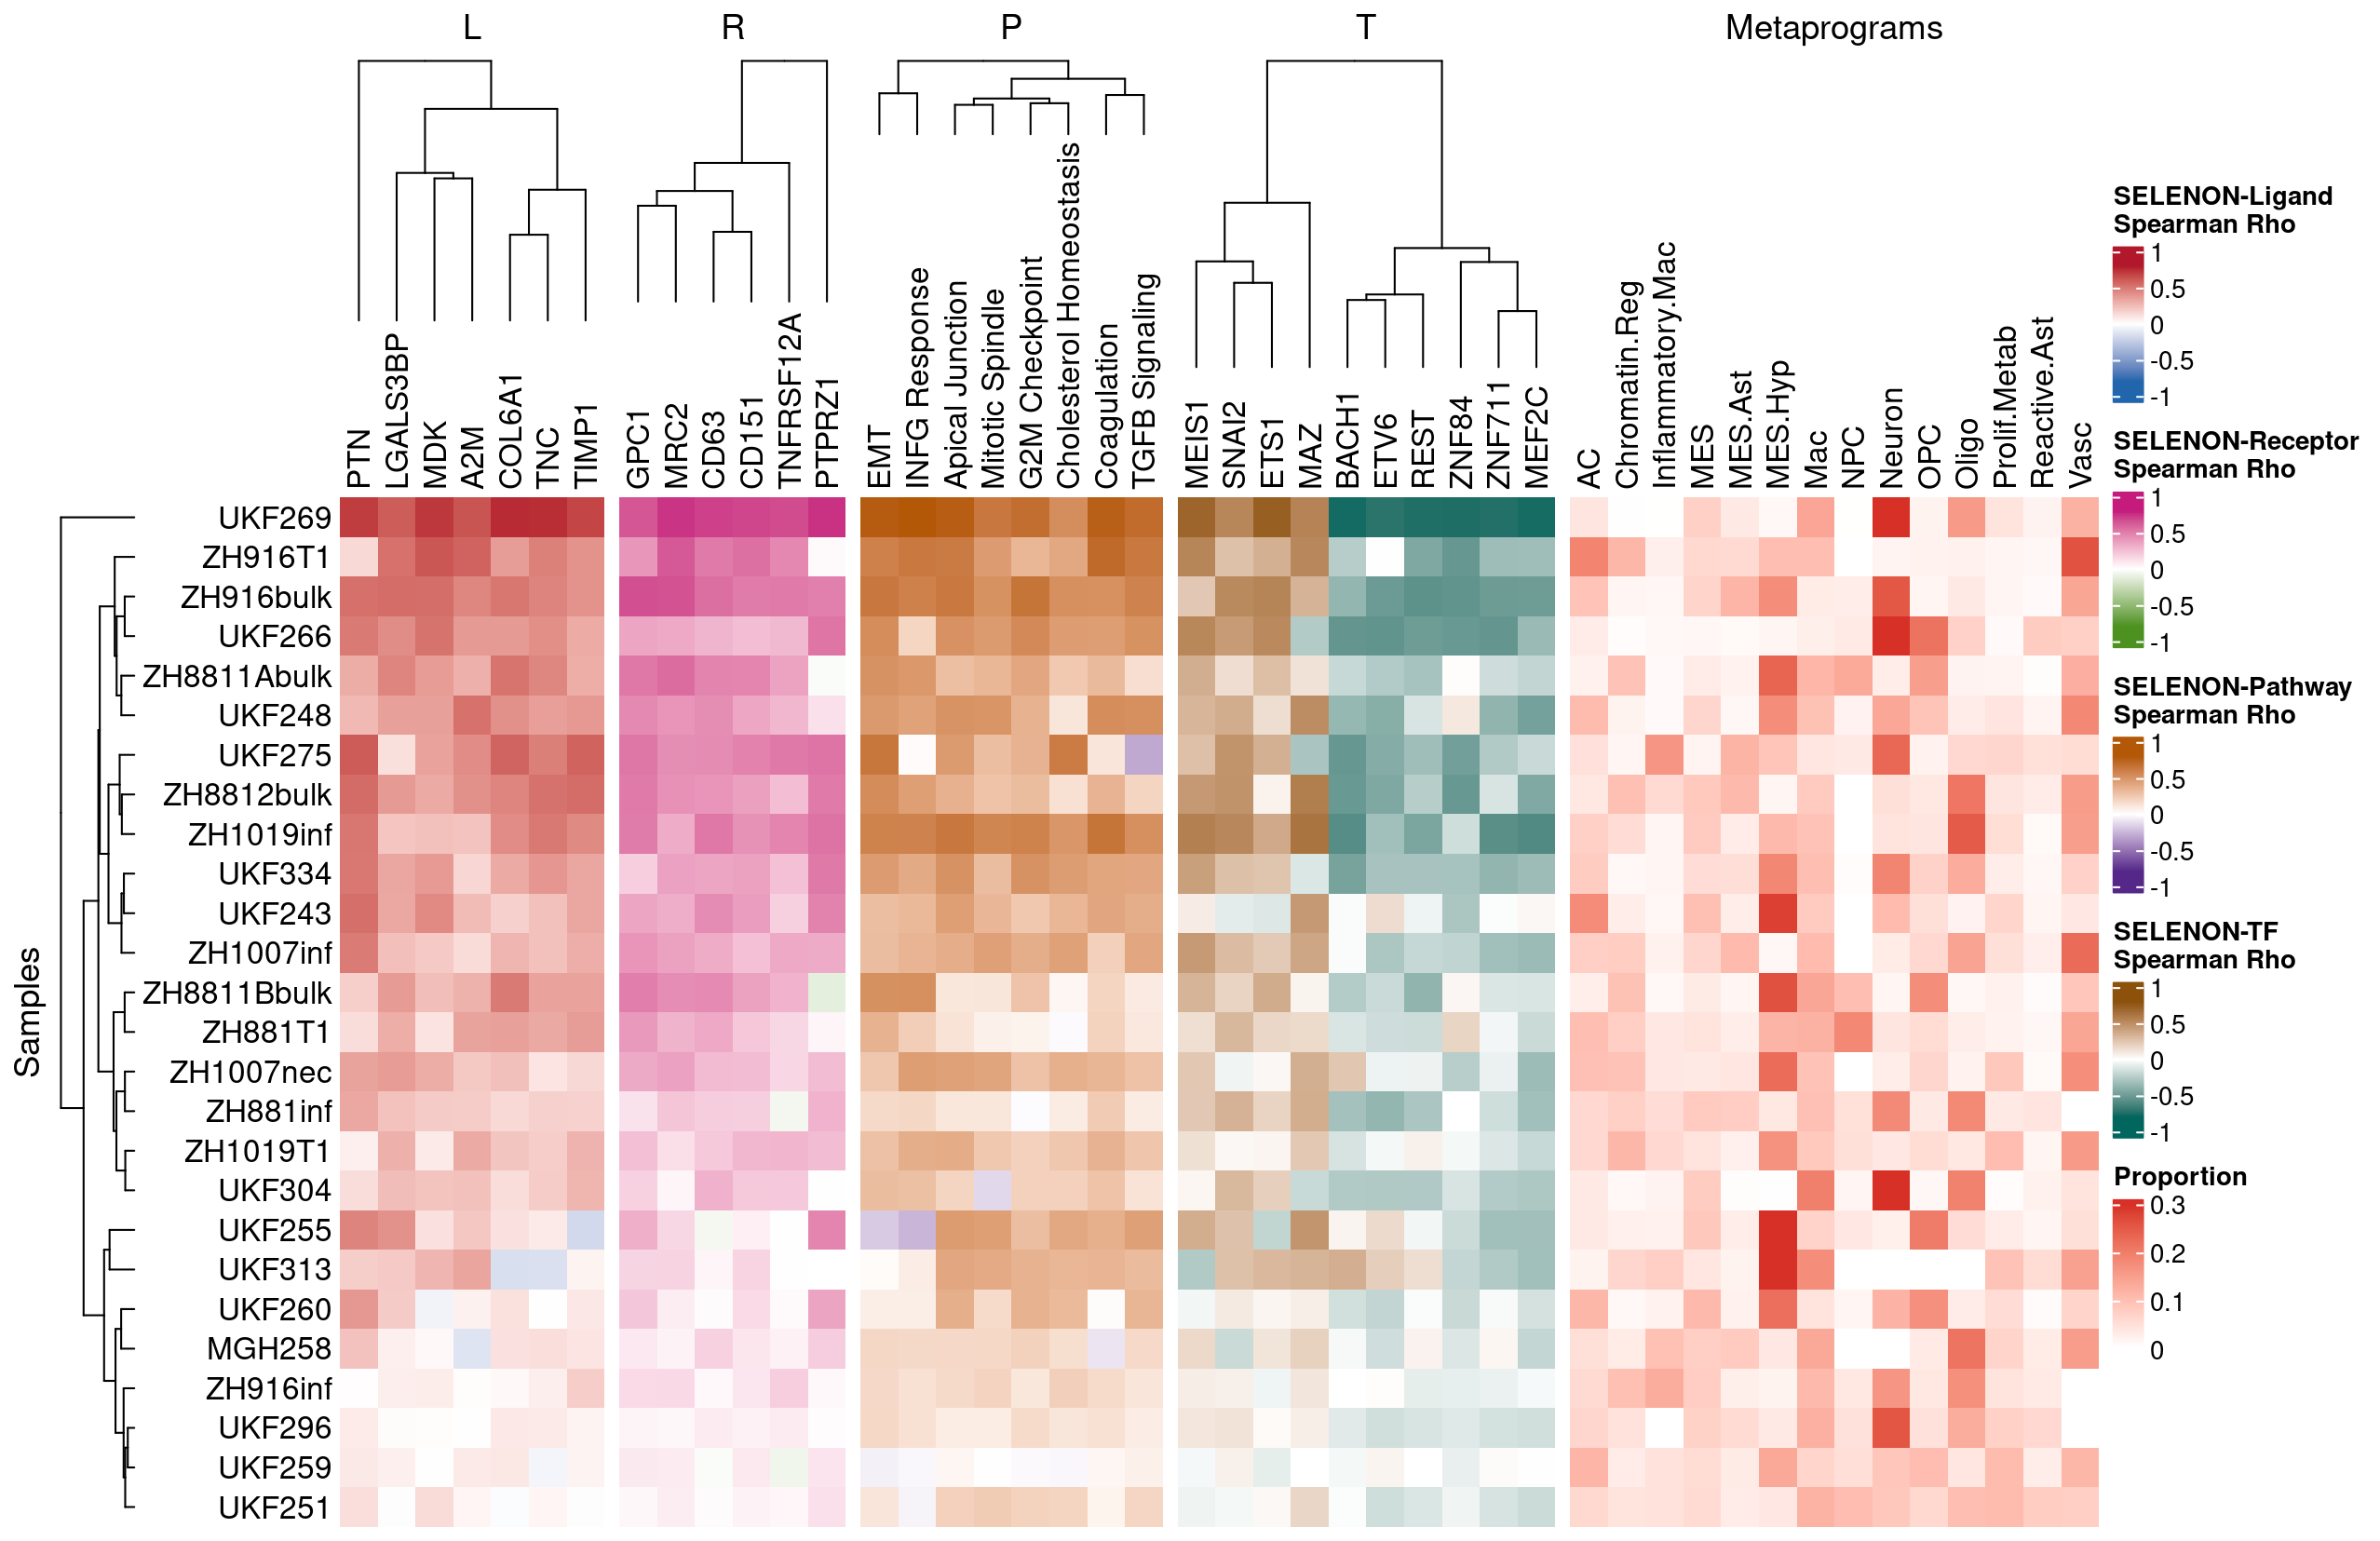 L
R
P
T
Metaprograms
PTN
LGALS3BP
MDK
A2M
COL6A1
TNC
TIMP1
GPC1
MRC2
CD63
CD151
TNFRSF12A
PTPRZ1
EMT
INFG Response
Apical Junction
Mitotic Spindle
G2M Checkpoint
Cholesterol Homeostasis
Coagulation
TGFB Signaling
MEIS1
SNAI2
ETS1
MAZ
BACH1
ETV6
REST
ZNF84
ZNF711
MEF2C
AC
Chromatin.Reg
Inflammatory.Mac
MES
MES.Ast
MES.Hyp
Mac
NPC
Neuron
OPC
Oligo
Prolif.Metab
Reactive.Ast
Vasc
Samples
UKF269
ZH916T1
ZH916bulk
UKF266
ZH8811Abulk
UKF248
UKF275
ZH8812bulk
ZH1019inf
UKF334
UKF243
ZH1007inf
ZH8811Bbulk
ZH881T1
ZH1007nec
ZH881inf
ZH1019T1
UKF304
UKF255
UKF313
UKF260
MGH258
ZH916inf
UKF296
UKF259
UKF251
SELENON-Ligand
Spearman Rho
1
0.5
0
-0.5
-1
SELENON-Receptor
Spearman Rho
1
0.5
0
-0.5
-1
SELENON-Pathway
Spearman Rho
1
0.5
0
-0.5
-1
SELENON-TF
Spearman Rho
1
0.5
0
-0.5
-1
Proportion
0.3
0.2
0.1
0